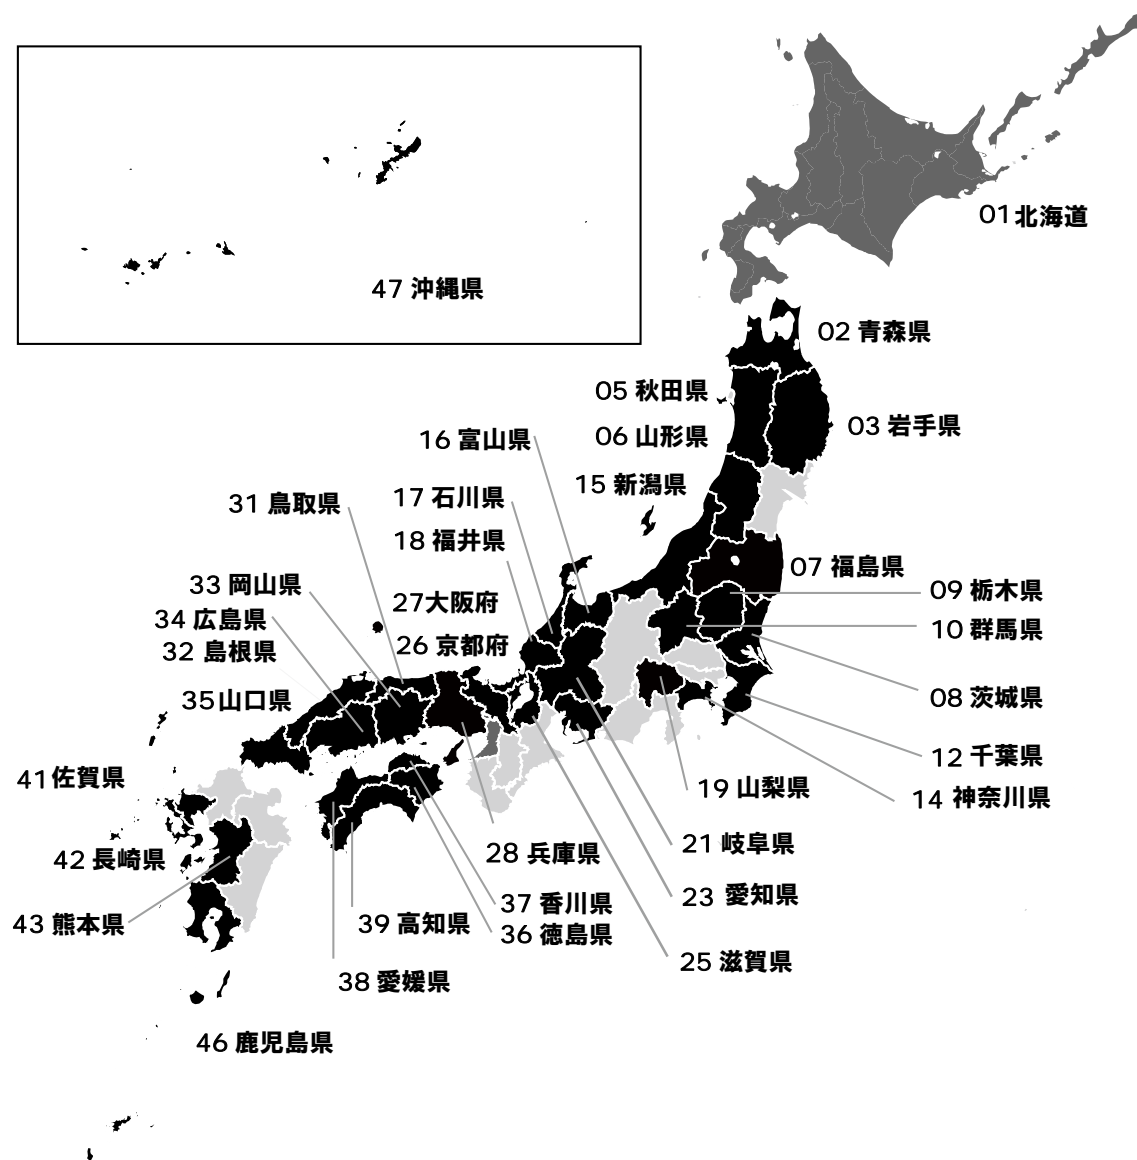 01北海道
47 沖縄県
02 青森県
05 秋田県
03 岩手県
06 山形県
16 富山県
15 新潟県
17 石川県
31 鳥取県
18 福井県
07 福島県
33 岡山県
09 栃木県
27大阪府
34 広島県
10 群馬県
26 京都府
32 島根県
08 茨城県
35山口県
12 千葉県
41佐賀県
19 山梨県
14 神奈川県
21 岐阜県
28 兵庫県
42 長崎県
23 愛知県
37 香川県
43 熊本県
39 高知県
36 徳島県
25 滋賀県
38 愛媛県
46 鹿児島県